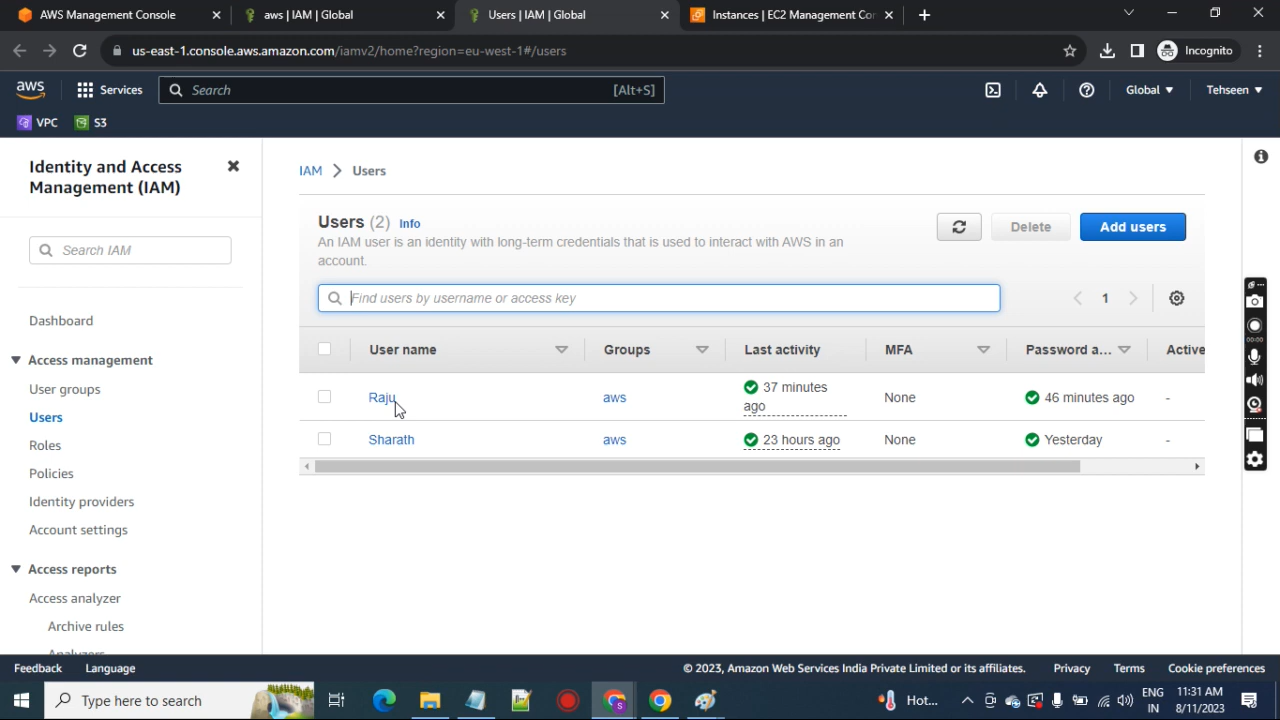 AWS Management Console
aws | IAM | Global
Users | IAM | Global
Instances | EC2 Management Con
us-east-1.console.aws.amazon.com/iamv2/home?region=eu-west-1#/users
Incognito
aws
Services
Search
[Alt+S]
Global
Tehseen
VPC
S3
Identity and Access
Management (IAM)
Search IAM
Dashboard
Access management
User groups
Users
Roles
Policies
Identity providers
Account settings
Access reports
Access analyzer
Archive rules
Analyzers
IAM > Users
Users (2) Info
An IAM user is an identity with long-term credentials that is used to interact with AWS in an
account.
Delete
Add users
Find users by username or access key
1
User name
Groups
Last activity
MFA
Password a...
Active
Raju
aws
37 minutes
ago
None
46 minutes ago
-
Sharath
aws
23 hours ago
None
Yesterday
-
00:00
Feedback
Language
© 2023, Amazon Web Services India Private Limited or its affiliates.
Privacy
Terms
Cookie preferences
Type here to search
Hot...
ENG
IN
11:31 AM
8/11/2023